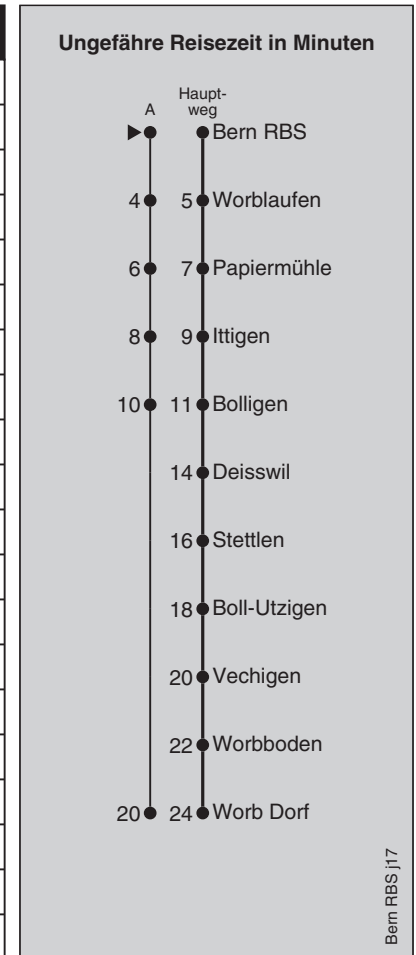 Ungefähre Reisezeit in Minuten
A Haupt-
weg
Bern RBS
4 5 Worblaufen
6 7 Papiermühle
8 9 Ittigen
10 11 Bolligen
14 Deisswil
16 Stettlen
18 Boll-Utzigen
20 Vechigen
22 Worbboden
20 24 Worb Dorf
Bern RBS j17